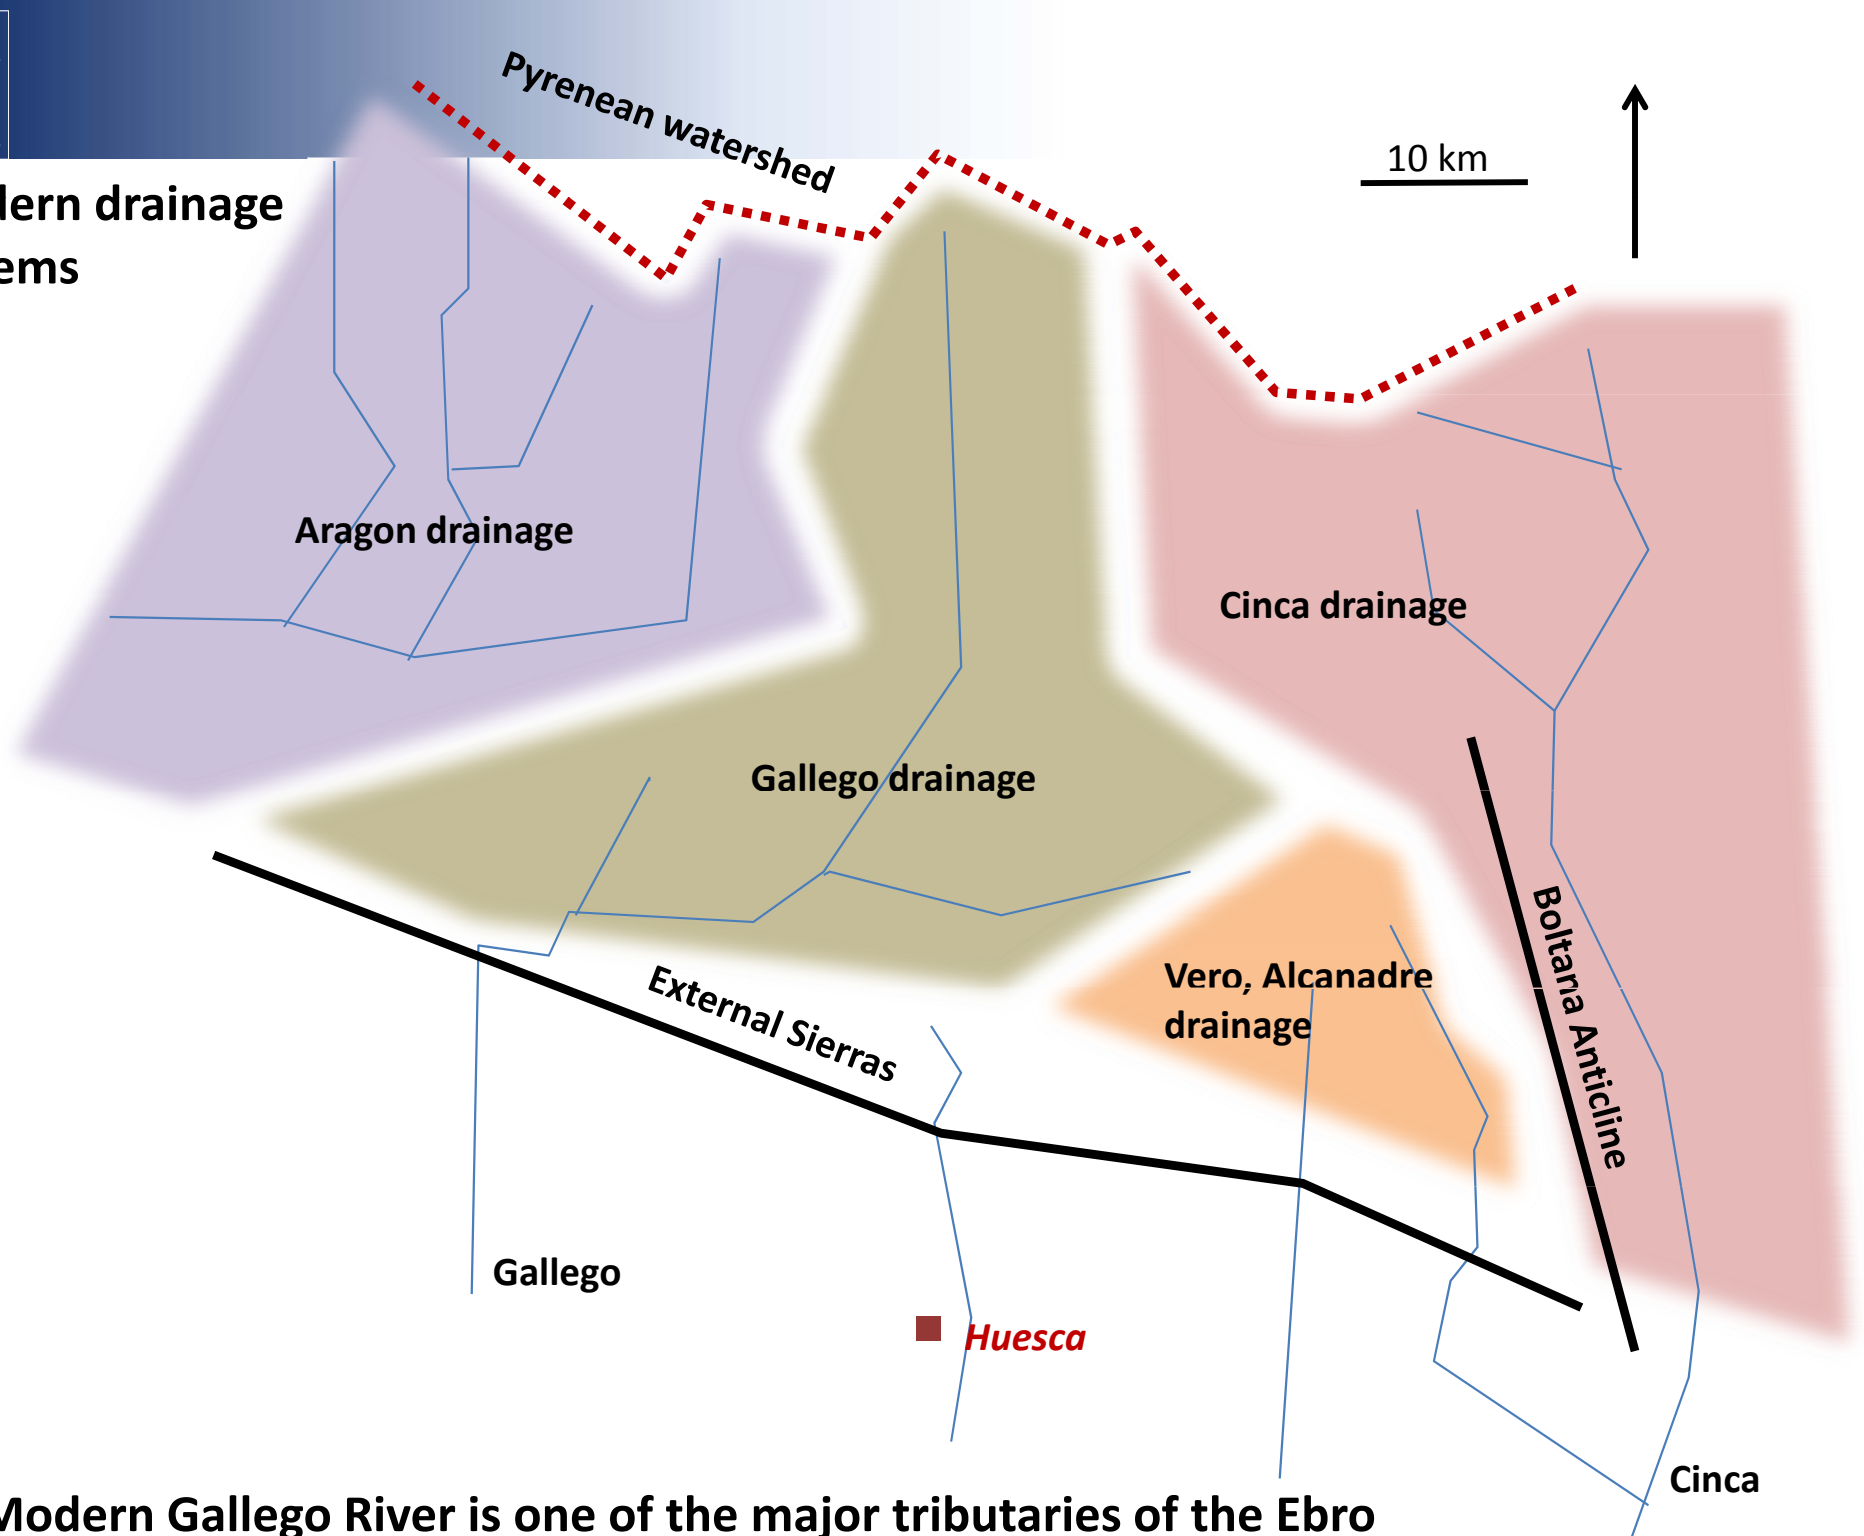 Pyrenean watershed
10 km
dern drainage
ems
Aragon drainage
Cinca drainage
Gallego drainage
Boltana Anticline
Vero, Alcanadre
drainage
External Sierras
Gallego
Huesca
Cinca
Modern Gallego River is one of the major tributaries of the Ebro